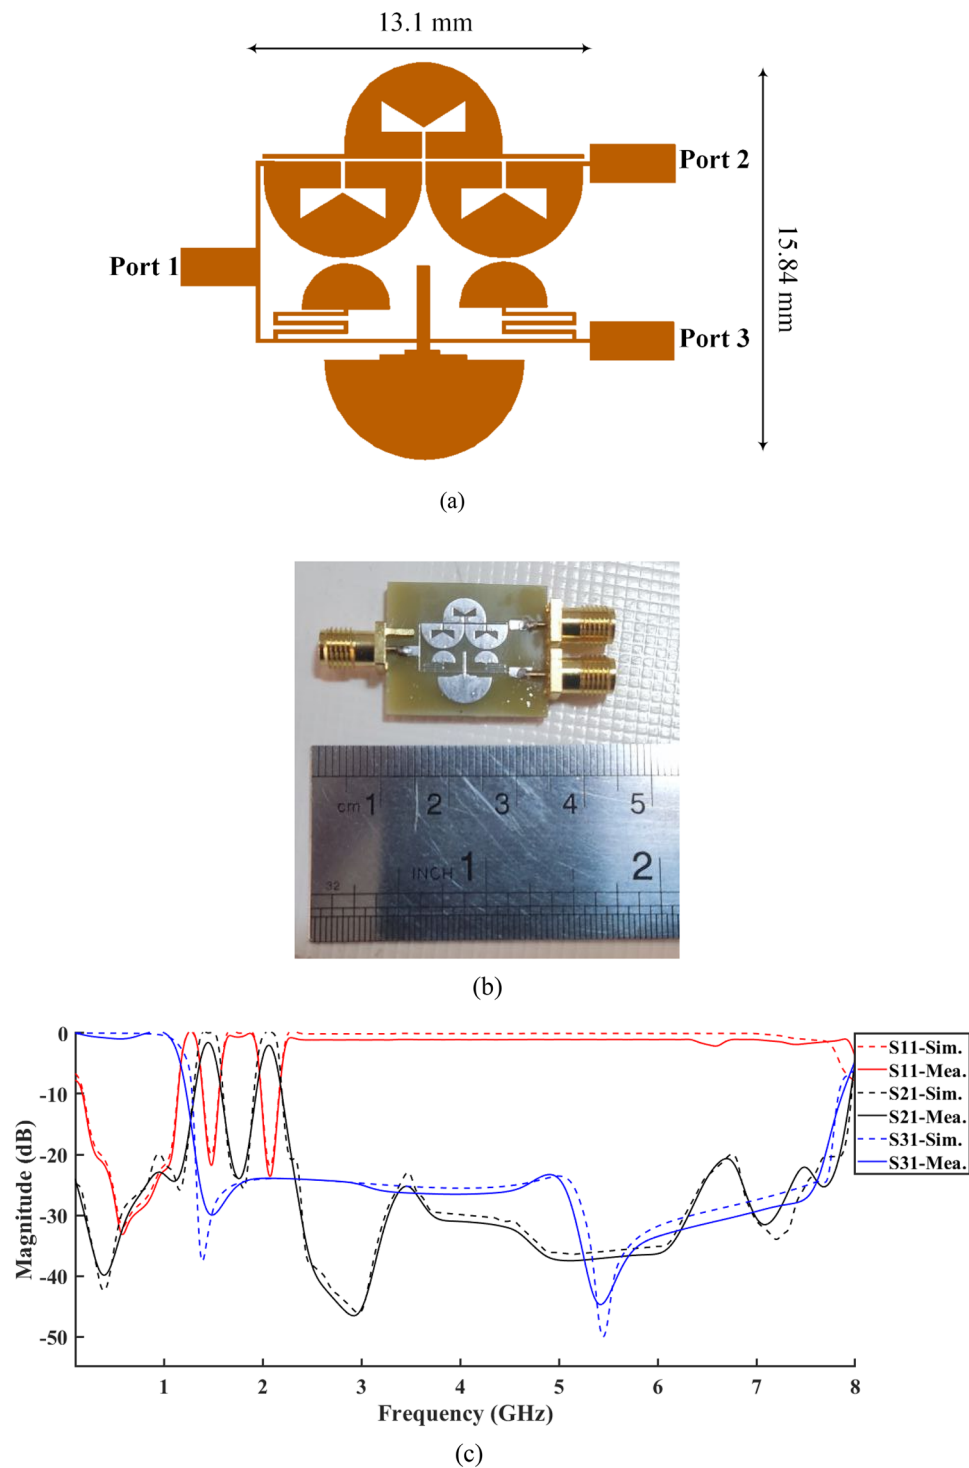 13.1 mm
Port 2
Port 1
15.84 mm
Port 3
(a)
cm 1 2 3 4 5
INCH 1 2
32
(b)
0
-10
-20
-30
-40
-50
Magnitude (dB)
S11-Sim.
S11-Mea.
S21-Sim.
S21-Mea.
S31-Sim.
S31-Mea.
1 2 3 4 5 6 7 8
Frequency (GHz)
(c)